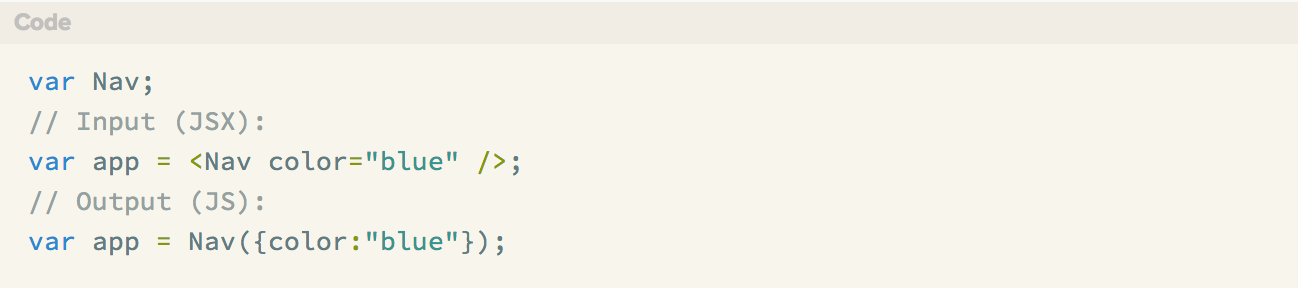 Code
var Nav;
// Input (JSX):
var app = <Nav color="blue" />;
// Output (JS):
var app = Nav({color:"blue"});